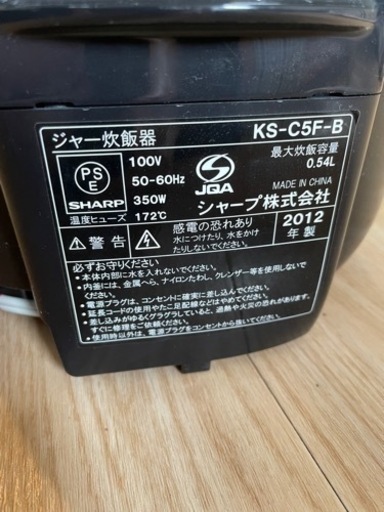 ジャー炊飯器 KS-C5F-B
最大炊飯容量
0.54L
PS
E
SHARP
100V
50-60Hz
350W
温度ヒューズ 172℃
JQA
MADE IN CHINA
シャープ株式会社
2012
年製
警告
感電の恐れあり
水につけたり、水をかけ
たりしないでください。
必ずお守りください
•本体内部に水を入れないでください。
•内釜には、金属へら、ナイロンたわし、クレンザー等を使用しない
でください。
•電源プラグは、コンセントに確実に差し込んでください。
•延長コードの使用やたこ足配線などはやめてください。
•差し込みがゆるくグラグラしていると、過熱や火災の恐れがあります。
すぐに修理をご依頼ください。
•使用時以外は、電源プラグをコンセントから抜いてください。